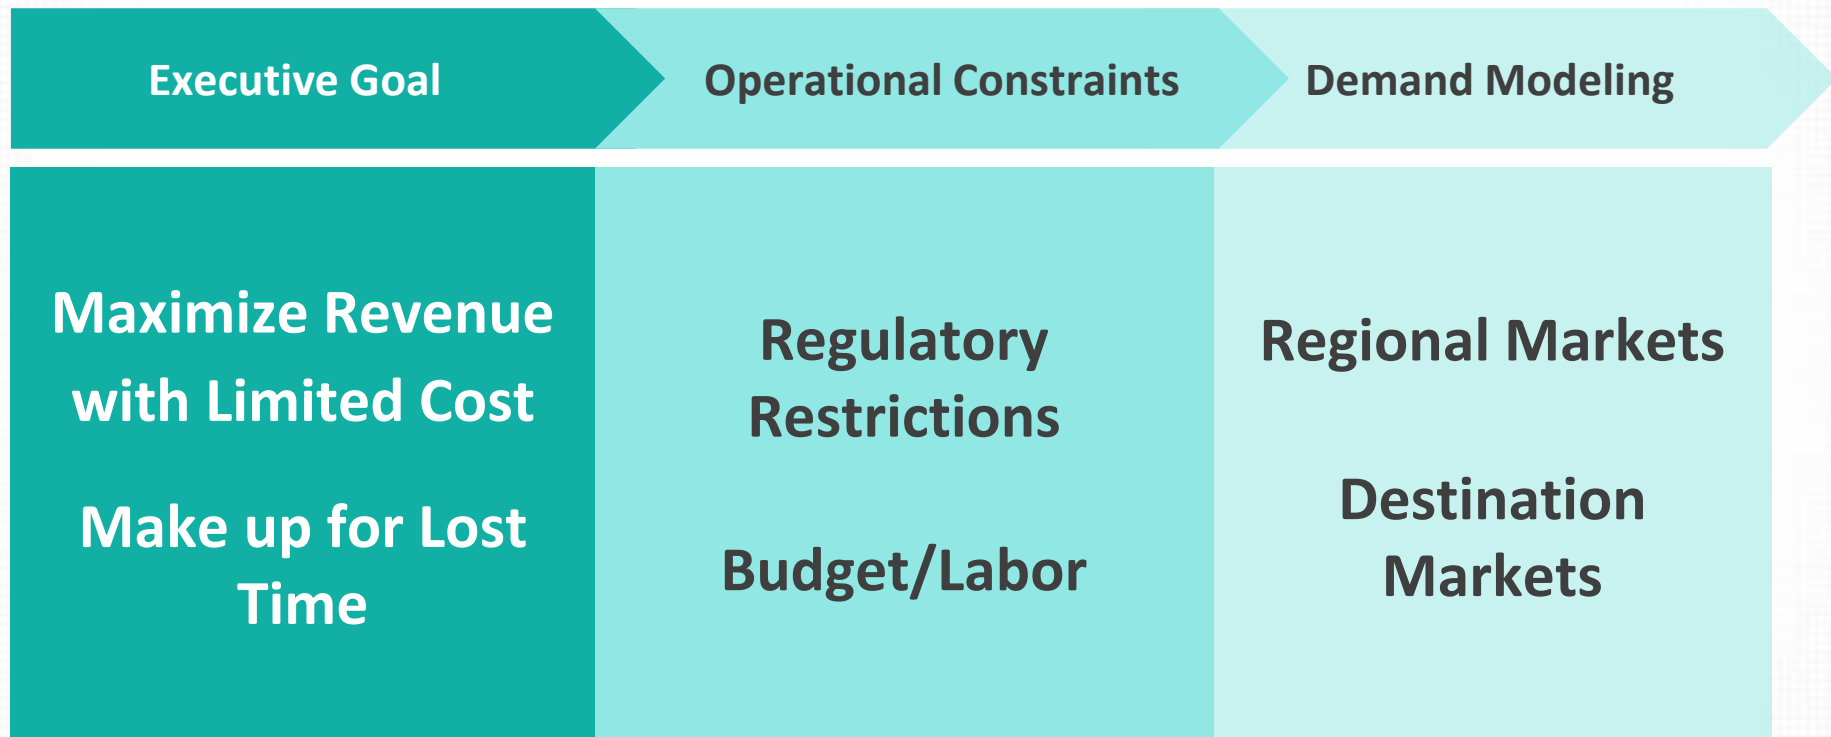 Executive Goal
Operational Constraints
Demand Modeling
Maximize Revenue
with Limited Cost
Make up for Lost
Time
Regulatory
Restrictions
Budget/Labor
Regional Markets
Destination
Markets